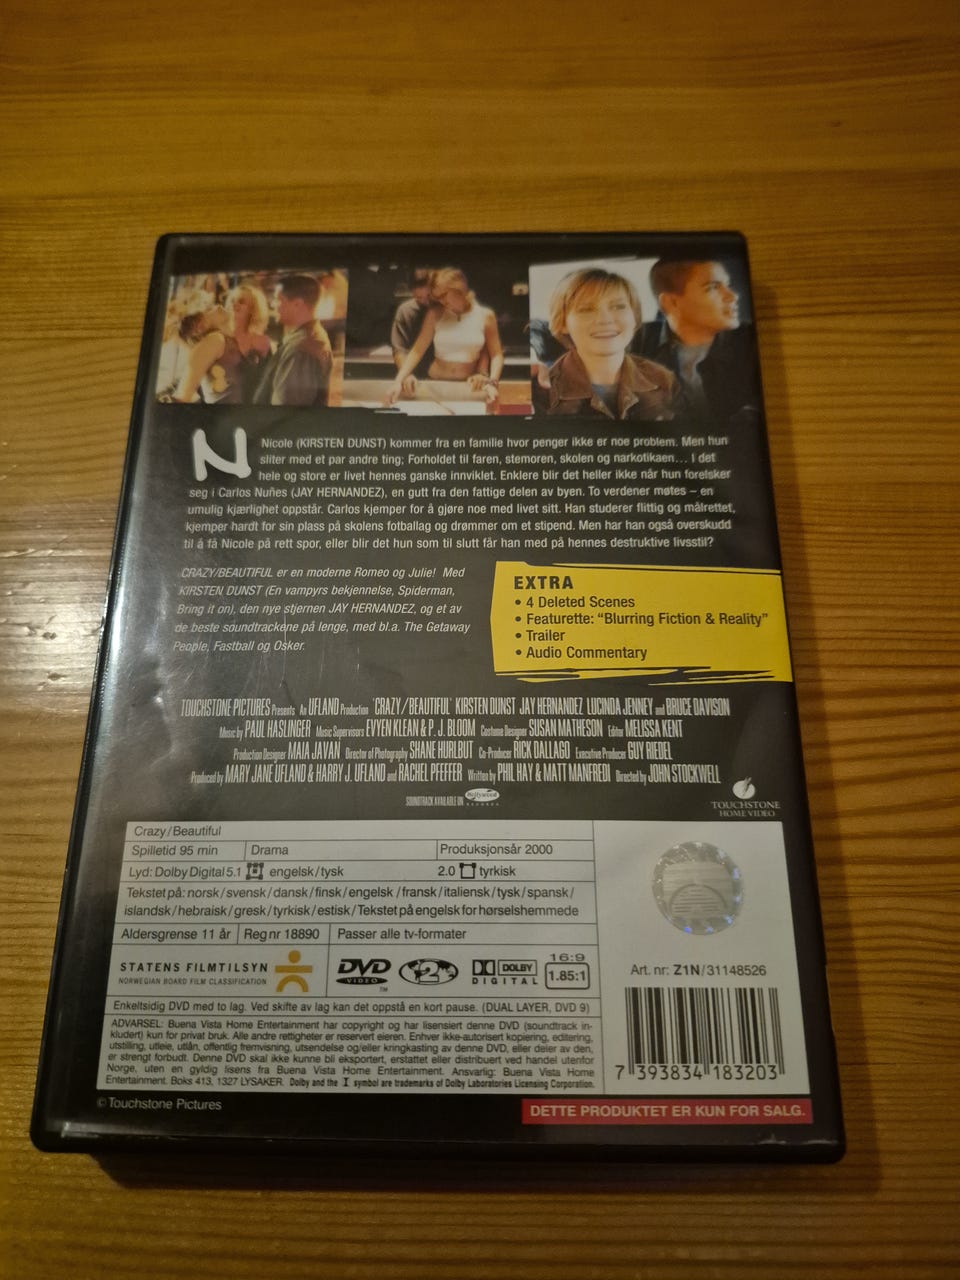 N
Nicole (KIRSTEN DUNST) kommer fra en familie hvor penger ikke er noe problem. Men hun
sliter med et par andre ting; Forholdet til faren, stemoren, skolen og narkotikaen… I det
hele og store er livet hennes ganske innviklet. Enklere blir det heller ikke når hun forelsker
seg i Carlos Nuñes (JAY HERNANDEZ), en gutt fra den fattige delen av byen. To verdener møtes – en
umulig kjærlighet oppstår. Carlos kjemper for å gjøre noe med livet sitt. Han studerer flittig og målrettet,
kjemper hardt for sin plass på skolens fotballag og drømmer om et stipend. Men har han også overskudd
til å få Nicole på rett spor, eller blir det hun som til slutt får han med på hennes destruktive livsstil?
CRAZY/BEAUTIFUL er en moderne Romeo og Julie! Med
KIRSTEN DUNST (En vampyrs bekjennelse, Spiderman,
Bring it on), den nye stjernen JAY HERNANDEZ, og et av
de beste soundtrackene på lenge, med bl.a. The Getaway
People, Fastball og Osker.
EXTRA
• 4 Deleted Scenes
• Featurette: "Blurring Fiction & Reality"
• Trailer
• Audio Commentary
TOUCHSTONE PICTURES Presents An UFLAND Production 'CRAZY/BEAUTIFUL' KIRSTEN DUNST JAY HERNANDEZ LUCINDA JENNEY and BRUCE DAVISON
Music by PAUL HASLINGER Music Supervisors EVYEN KLEAN & P. J. BLOOM Costume Designer SUSAN MATHESON Editor MELISSA KENT
Production Designer MAIA JAVAN Director of Photography SHANE HURLBUT Co-Producer RICK DALLAGO Executive Producer GUY RIEDEL
Produced by MARY JANE UFLAND & HARRY J. UFLAND and RACHEL PFEFFER Written by PHIL HAY & MATT MANFREDI Directed by JOHN STOCKWELL
SOUNDTRACK AVAILABLE ON Hollywood RECORDS
TOUCHSTONE
HOME VIDEO
Crazy/Beautiful
Spilletid 95 min Drama Produksjonsår 2000
Lyd: Dolby Digital 5.1 engelsk/tysk 2.0 tyrkisk
Tekstet på: norsk/svensk/dansk/finsk/engelsk/fransk/italiensk/tysk/spansk/
islandsk/hebraisk/gresk/tyrkisk/estisk/Tekstet på engelsk for hørselshemmede
Aldersgrense 11 år Reg nr 18890 Passer alle tv-formater
STATENS FILMTILSYN
NORWEGIAN BOARD FILM CLASSIFICATION
DVD VIDEO TM
2
DOLBY DIGITAL
16:9
1.85:1
Enkeltsidig DVD med to lag. Ved skifte av lag kan det oppstå en kort pause. (DUAL LAYER, DVD 9)
ADVARSEL: Buena Vista Home Entertainment har copyright og har lisensiert denne DVD (soundtrack in-
kludert) kun for privat bruk. Alle andre rettigheter er reservert eieren. Enhver ikke-autorisert kopiering, editering,
utstilling, utleie, utlån, offentlig fremvisning, utsendelse og/eller kringkasting av denne DVD, eller deler av den,
er strengt forbudt. Denne DVD skal ikke kunne bli eksportert, erstattet eller distribuert ved handel utenfor
Norge, uten en gyldig lisens fra Buena Vista Home Entertainment. Ansvarlig: Buena Vista Home
Entertainment. Boks 413, 1327 LYSAKER. Dolby and the symbol are trademarks of Dolby Laboratories Licensing Corporation.
Art. nr: Z1N/31148526
7 393834 183203
© Touchstone Pictures
DETTE PRODUKTET ER KUN FOR SALG.